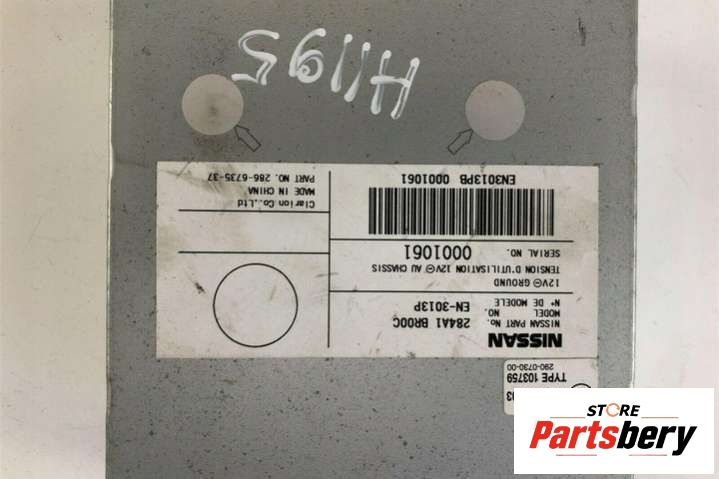 H1195
NISSAN
NISSAN PART No. 284A1 BR00C
MODEL NO.
N° DE MODELE EN-3013P
12V⊖ GROUND
TENSION D'UTILISATION 12V⊖ AU CHASSIS
SERIAL NO. 0001061
EN3013PB 0001061
Clarion Co., Ltd
MADE IN CHINA
PART NO. 286-6735-37
TYPE 103759
290-0730-00
STORE
Partsbery